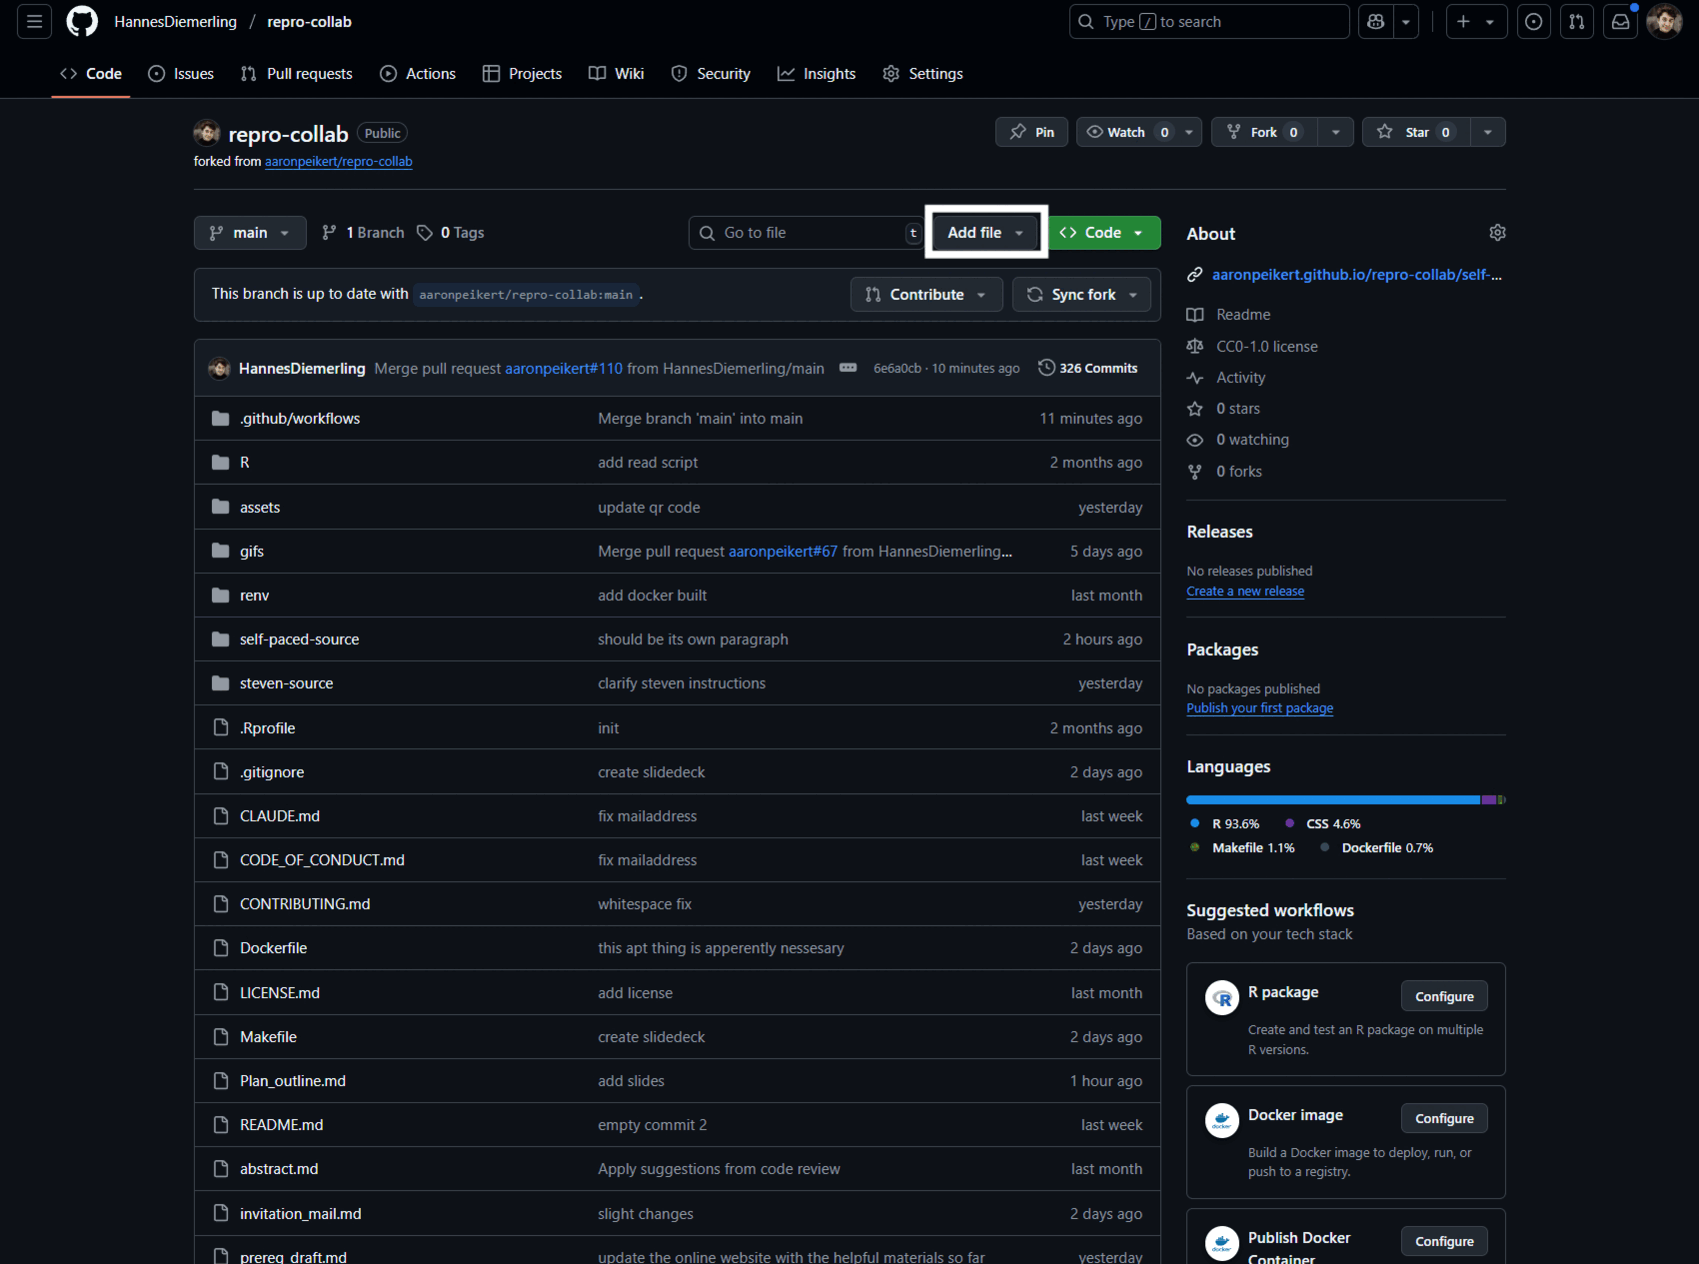 HannesDiemerling / repro-collab
Type / to search
Code
Issues
Pull requests
Actions
Projects
Wiki
Security
Insights
Settings
repro-collab Public
Pin
Watch 0
Fork 0
Star 0
forked from aaronpeikert/repro-collab
main
1 Branch
0 Tags
Go to file t
Add file
Code
This branch is up to date with aaronpeikert/repro-collab:main.
Contribute
Sync fork
HannesDiemerling Merge pull request aaronpeikert#110 from HannesDiemerling/main 6e6a0cb · 10 minutes ago 326 Commits
.github/workflows Merge branch 'main' into main 11 minutes ago
R add read script 2 months ago
assets update qr code yesterday
gifs Merge pull request aaronpeikert#67 from HannesDiemerling... 5 days ago
renv add docker built last month
self-paced-source should be its own paragraph 2 hours ago
steven-source clarify steven instructions yesterday
.Rprofile init 2 months ago
.gitignore create slidedeck 2 days ago
CLAUDE.md fix mailaddress last week
CODE_OF_CONDUCT.md fix mailaddress last week
CONTRIBUTING.md whitespace fix yesterday
Dockerfile this apt thing is apperently nessesary 2 days ago
LICENSE.md add license last month
Makefile create slidedeck 2 days ago
Plan_outline.md add slides 1 hour ago
README.md empty commit 2 last week
abstract.md Apply suggestions from code review last month
invitation_mail.md slight changes 2 days ago
prereq_draft.md update the online website with the helpful materials so far yesterday
About
aaronpeikert.github.io/repro-collab/self-...
Readme
CC0-1.0 license
Activity
0 stars
0 watching
0 forks
Releases
No releases published
Create a new release
Packages
No packages published
Publish your first package
Languages
R 93.6% CSS 4.6%
Makefile 1.1% Dockerfile 0.7%
Suggested workflows
Based on your tech stack
R package
Configure
Create and test an R package on multiple
R versions.
docker
Docker image
Configure
Build a Docker image to deploy, run, or
push to a registry.
docker
Publish Docker
Container
Configure